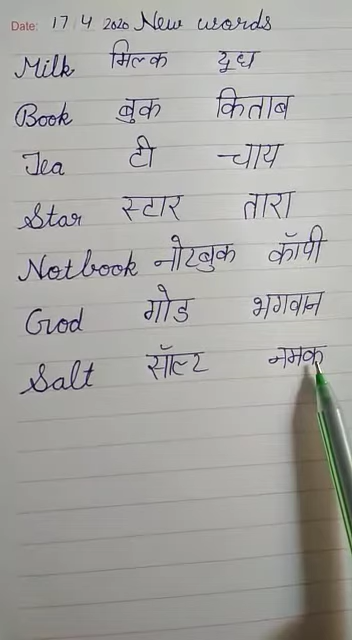 Date: 17 4 2020 New words
Milk मिल्क दूध
Book बुक किताब
Tea टी चाय
Star स्टार तारा
Notbook नोटबुक कॉपी
God गोड भगवान
Salt सॉल्ट नमक